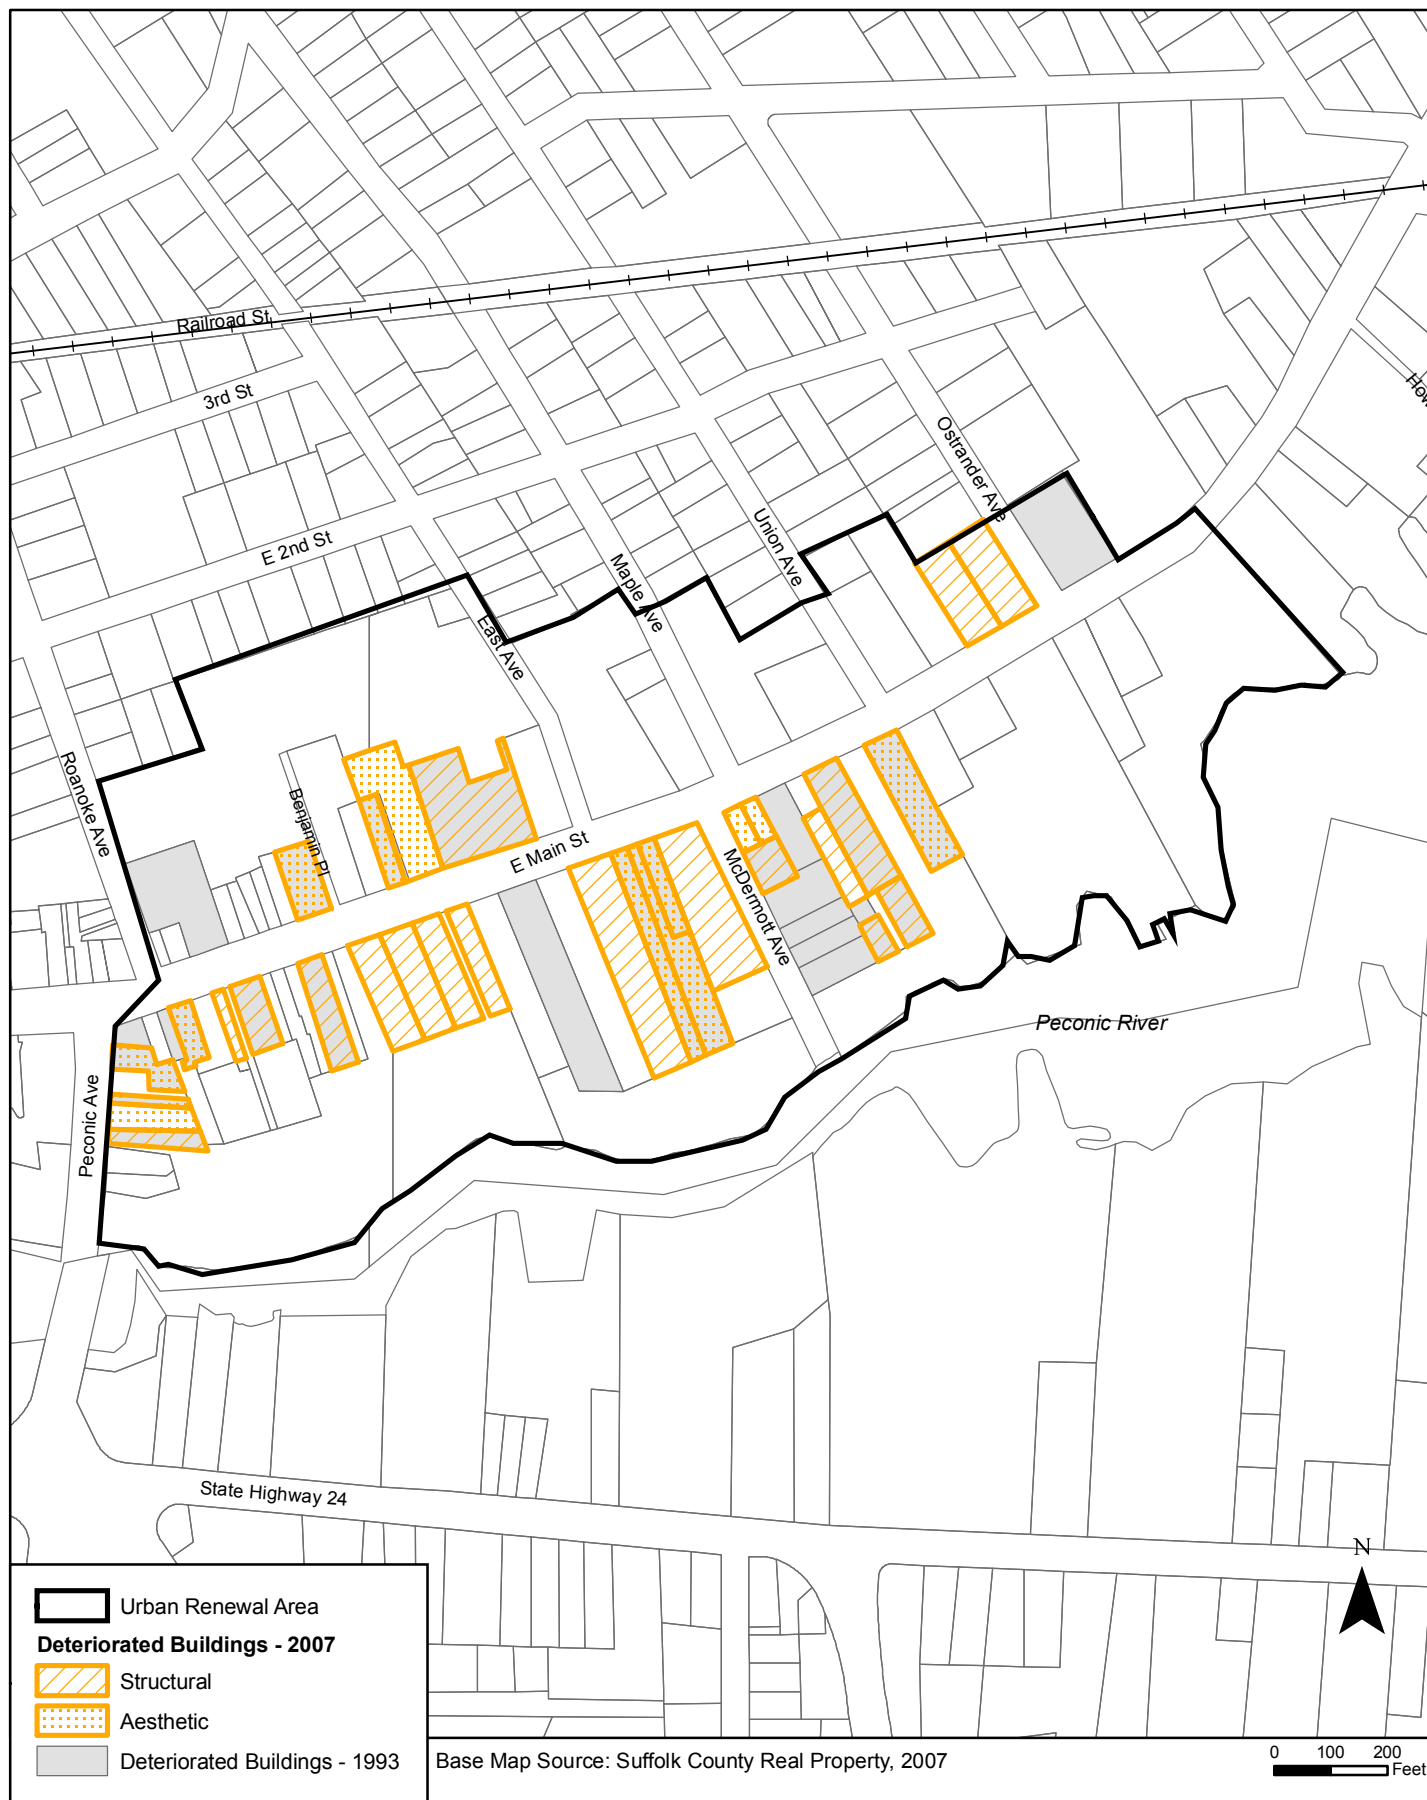 Railroad St
3rd St
E 2nd St
Ostrander Ave
Union Ave
Maple Ave
East Ave
Roanoke Ave
Benjamin Pl
E Main St
McDermott Ave
Peconic River
Peconic Ave
State Highway 24
N
Urban Renewal Area
Deteriorated Buildings - 2007
Structural
Aesthetic
Deteriorated Buildings - 1993
Base Map Source: Suffolk County Real Property, 2007
0 100 200
Feet